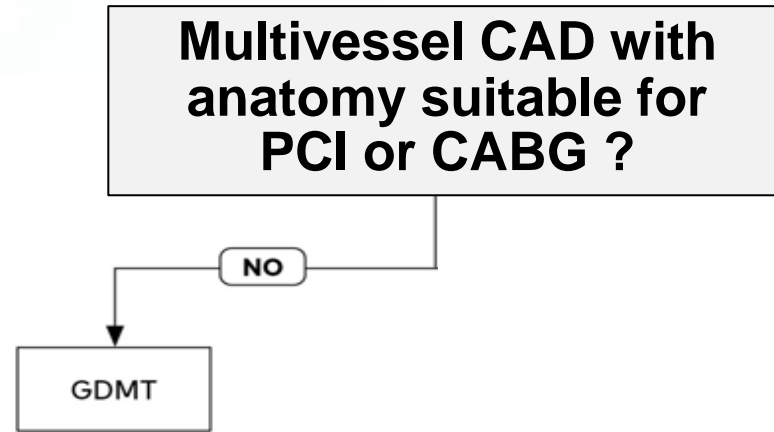 Multivessel CAD with
anatomy suitable for
PCI or CABG ?
NO
GDMT